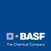 BASF
The Chemical Company